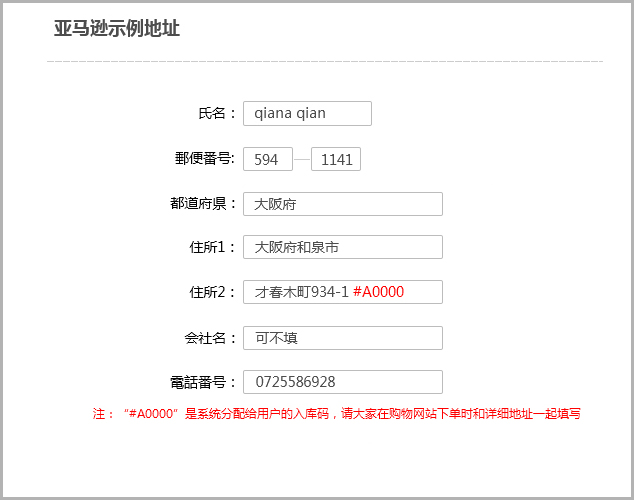 亚马逊示例地址
氏名： qiana qian
郵便番号: 594 — 1141
都道府県： 大阪府
住所1： 大阪府和泉市
住所2： 才春木町934-1 #A0000
会社名： 可不填
電話番号： 0725586928
注：“#A0000”是系统分配给用户的入库码，请大家在购物网站下单时和详细地址一起填写